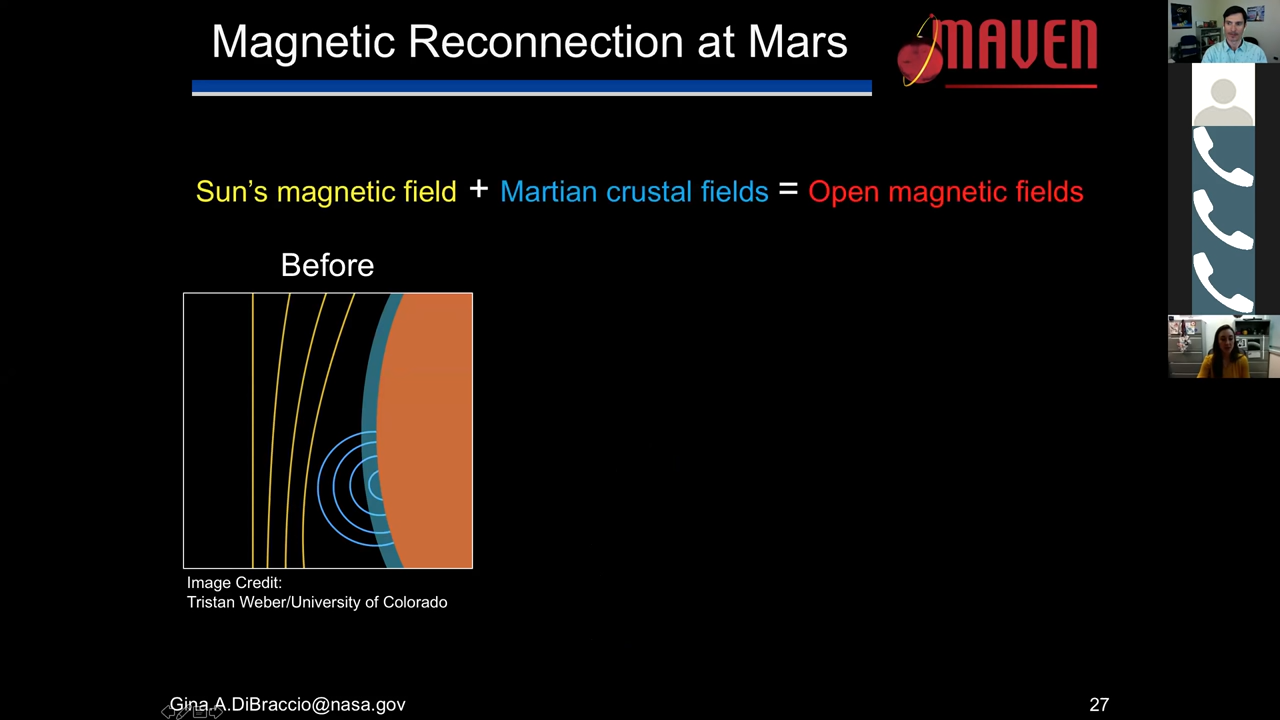 Magnetic Reconnection at Mars
MAVEN
Sun's magnetic field + Martian crustal fields = Open magnetic fields
Before
Image Credit:
Tristan Weber/University of Colorado
Gina.A.DiBraccio@nasa.gov
27